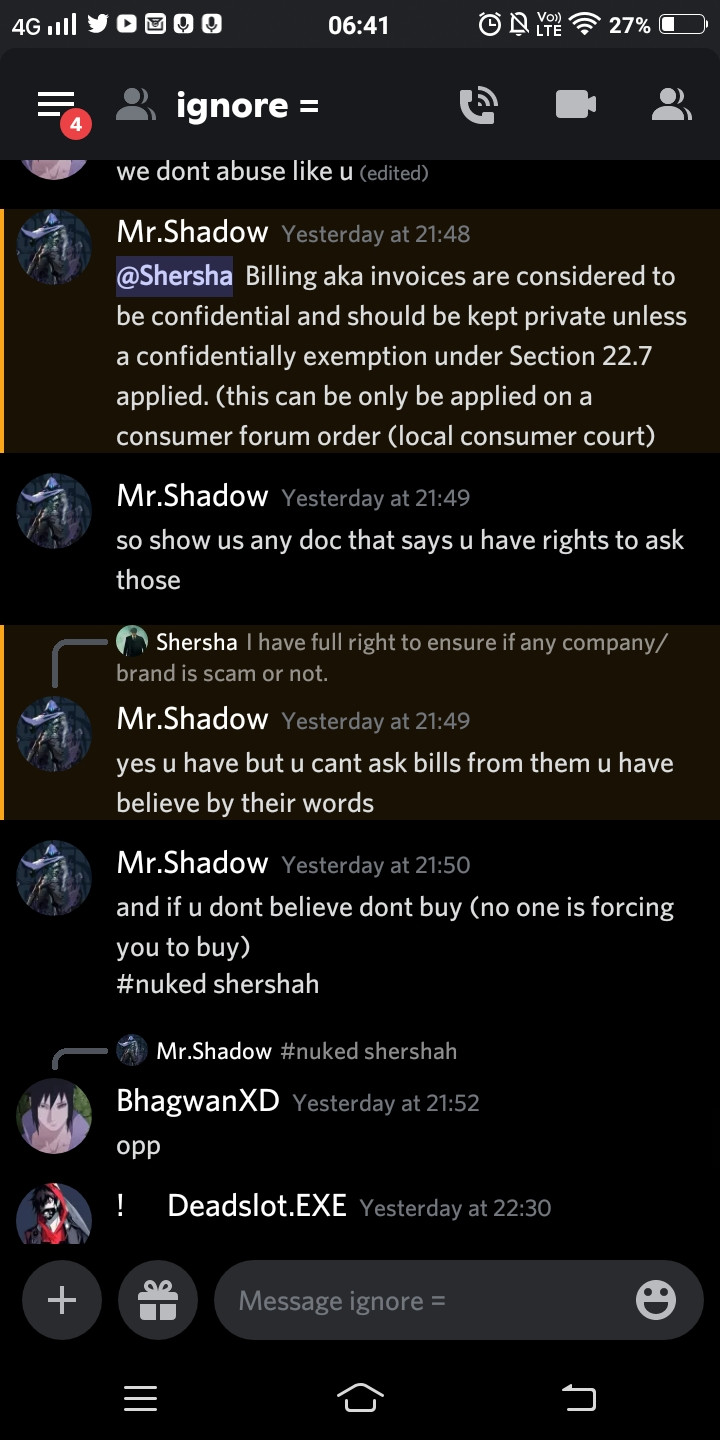 4G 06:41 Vo)) LTE 27%
4
ignore =
we dont abuse like u (edited)
Mr.Shadow Yesterday at 21:48
@Shersha Billing aka invoices are considered to
be confidential and should be kept private unless
a confidentially exemption under Section 22.7
applied. (this can be only be applied on a
consumer forum order (local consumer court)
Mr.Shadow Yesterday at 21:49
so show us any doc that says u have rights to ask
those
Shersha I have full right to ensure if any company/
brand is scam or not.
Mr.Shadow Yesterday at 21:49
yes u have but u cant ask bills from them u have
believe by their words
Mr.Shadow Yesterday at 21:50
and if u dont believe dont buy (no one is forcing
you to buy)
#nuked shershah
Mr.Shadow #nuked shershah
BhagwanXD Yesterday at 21:52
opp
! Deadslot.EXE Yesterday at 22:30
Message ignore =